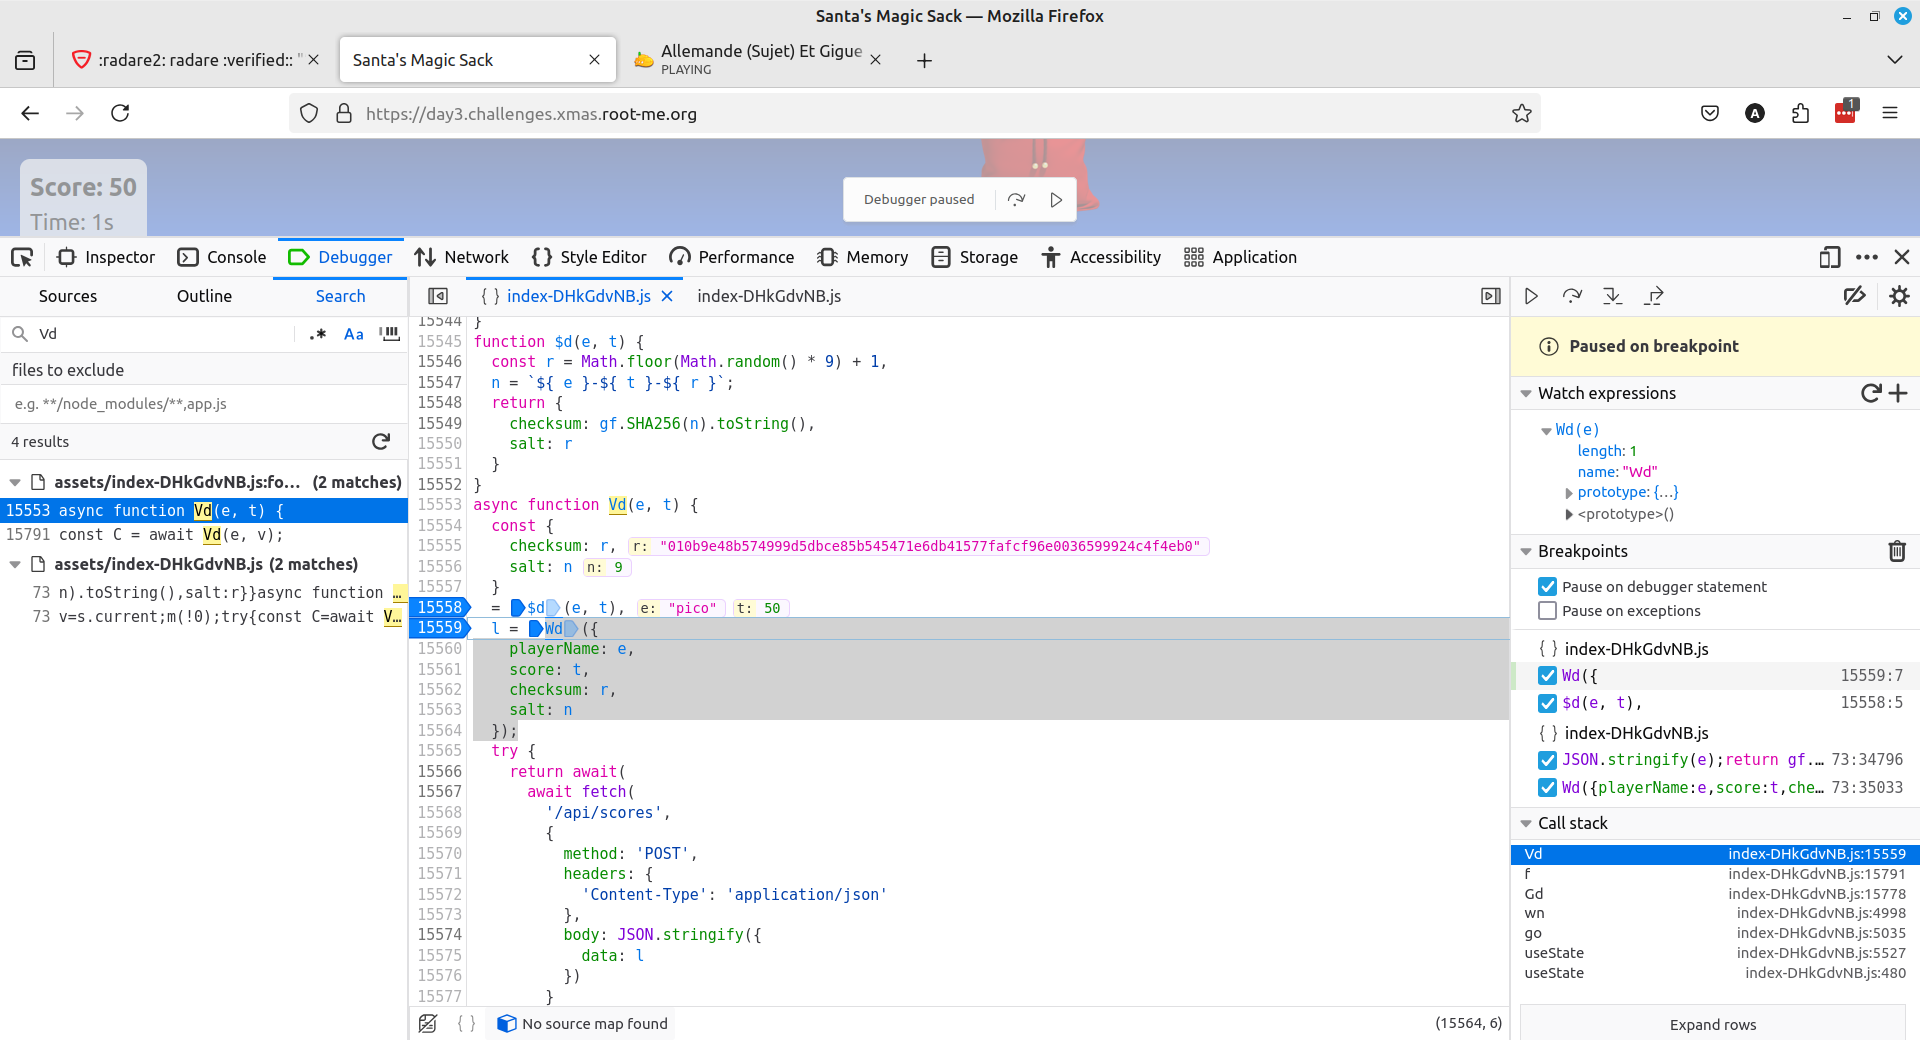 Santa's Magic Sack — Mozilla Firefox
:radare2: radare :verified:: "
Santa's Magic Sack
Allemande (Sujet) Et Gigue
PLAYING
https://day3.challenges.xmas.root-me.org
A
1
Score: 50
Time: 1s
Debugger paused
Inspector
Console
Debugger
Network
Style Editor
Performance
Memory
Storage
Accessibility
Application
Sources
Outline
Search
Vd
.*
Aa
files to exclude
e.g. **/node_modules/**,app.js
4 results
assets/index-DHkGdvNB.js:fo... (2 matches)
15553 async function Vd(e, t) {
15791 const C = await Vd(e, v);
assets/index-DHkGdvNB.js (2 matches)
73 n).toString(),salt:r}}async function …
73 v=s.current;m(!0);try{const C=await V…
{ } index-DHkGdvNB.js
index-DHkGdvNB.js
15544 }
15545 function $d(e, t) {
15546 const r = Math.floor(Math.random() * 9) + 1,
15547 n = `${ e }-${ t }-${ r }`;
15548 return {
15549 checksum: gf.SHA256(n).toString(),
15550 salt: r
15551 }
15552 }
15553 async function Vd(e, t) {
15554 const {
15555 checksum: r, r: "010b9e48b574999d5dbce85b545471e6db41577fafcf96e0036599924c4f4eb0"
15556 salt: n n: 9
15557 }
15558 = $d (e, t), e: "pico" t: 50
15559 l = Wd ({
15560 playerName: e,
15561 score: t,
15562 checksum: r,
15563 salt: n
15564 });
15565 try {
15566 return await(
15567 await fetch(
15568 '/api/scores',
15569 {
15570 method: 'POST',
15571 headers: {
15572 'Content-Type': 'application/json'
15573 },
15574 body: JSON.stringify({
15575 data: l
15576 })
15577 }
{ } No source map found
(15564, 6)
Paused on breakpoint
Watch expressions
Wd(e)
length: 1
name: "Wd"
prototype: {…}
<prototype>()
Breakpoints
Pause on debugger statement
Pause on exceptions
{ } index-DHkGdvNB.js
Wd({ 15559:7
$d(e, t), 15558:5
{ } index-DHkGdvNB.js
JSON.stringify(e);return gf.… 73:34796
Wd({playerName:e,score:t,che… 73:35033
Call stack
Vd index-DHkGdvNB.js:15559
f index-DHkGdvNB.js:15791
Gd index-DHkGdvNB.js:15778
wn index-DHkGdvNB.js:4998
go index-DHkGdvNB.js:5035
useState index-DHkGdvNB.js:5527
useState index-DHkGdvNB.js:480
Expand rows